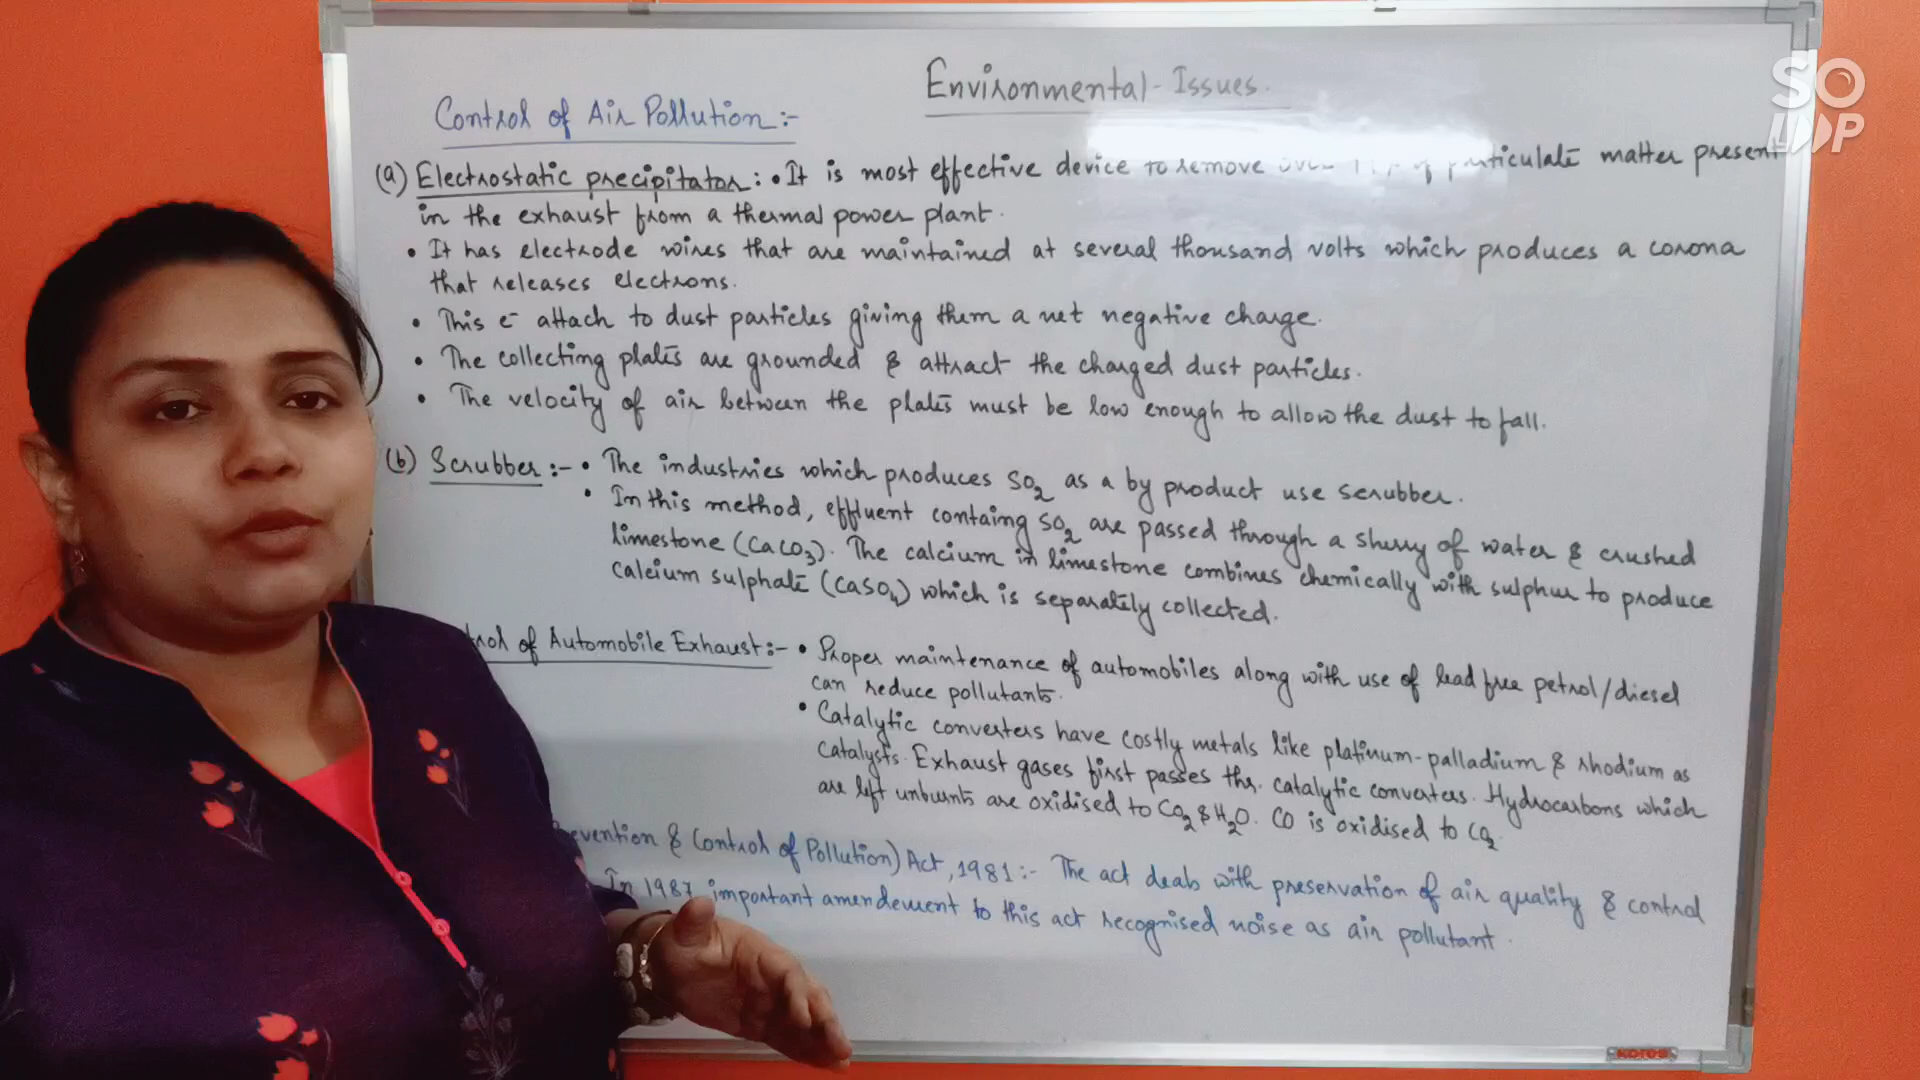 SO
LOOP
Environmental-Issues.
Control of Air Pollution:-
(a) Electrostatic precipitator: • It is most effective device to remove particulate matter present
in the exhaust from a thermal power plant.
• It has electrode wires that are maintained at several thousand volts which produces a corona
that releases electrons.
• This e- attach to dust particles giving them a net negative charge.
• The collecting plates are grounded & attract the charged dust particles.
• The velocity of air between the plates must be low enough to allow the dust to fall.
(b) Scrubber:- • The industries which produces SO2 as a by product use scrubber.
• In this method, effluent containg SO2 are passed through a slurry of water & crushed
limestone (CaCO3). The calcium in limestone combines chemically with sulphur to produce
calcium sulphate (CaSO4) which is separately collected.
of Automobile Exhaust:- • Proper maintenance of automobiles along with use of lead free petrol/diesel
can reduce pollutants.
• Catalytic converters have costly metals like platinum-palladium & rhodium as
catalysts. Exhaust gases first passes thr. catalytic converters. Hydrocarbons which
are left unburnts are oxidised to CO2 & H2O. CO is oxidised to CO2.
& Control of Pollution) Act, 1981:- The act deals with preservation of air quality & control
In 1987 important amendement to this act recognised noise as air pollutant.
KOROS